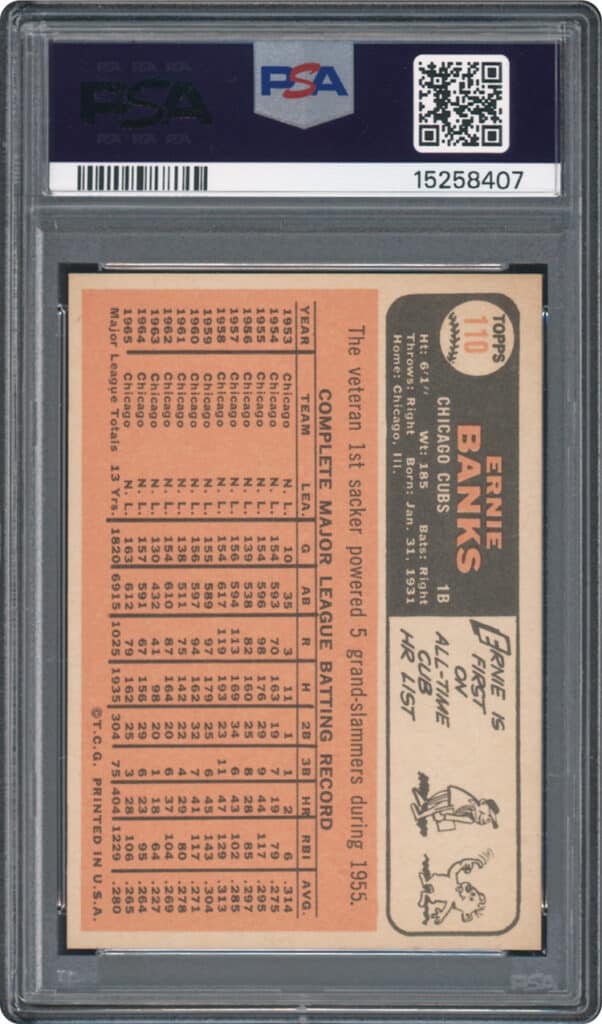 PSA PSA PSA
PSA
PSA PSA PSA
PSA
15258407
TOPPS
110
ERNIE
BANKS
CHICAGO CUBS 1B
Ht: 6'1" Wt: 185 Bats: Right
Throws: Right Born: Jan. 31, 1931
Home: Chicago, Ill.
ERNIE IS
FIRST
ON
ALL-TIME
CUB
HR LIST
The veteran 1st sacker powered 5 grand-slammers during 1955.
COMPLETE MAJOR LEAGUE BATTING RECORD
YEAR TEAM LEA. G AB R H 2B 3B HR RBI AVG.
1953 Chicago N. L. 10 35 3 11 1 1 2 6 .314
1954 Chicago N. L. 154 593 70 163 19 7 19 79 .275
1955 Chicago N. L. 154 596 98 176 29 9 44 117 .295
1956 Chicago N. L. 139 538 82 160 25 8 28 85 .297
1957 Chicago N. L. 156 594 113 169 34 6 43 102 .285
1958 Chicago N. L. 154 617 119 193 23 11 47 129 .313
1959 Chicago N. L. 155 589 97 179 25 6 45 143 .304
1960 Chicago N. L. 156 597 94 162 32 7 41 117 .271
1961 Chicago N. L. 138 511 75 142 22 4 29 80 .278
1962 Chicago N. L. 154 610 87 164 20 6 37 104 .269
1963 Chicago N. L. 130 432 41 98 20 1 18 64 .227
1964 Chicago N. L. 157 591 67 156 29 6 23 95 .264
1965 Chicago N. L. 163 612 79 162 25 3 28 106 .265
Major League Totals 13 Yrs. 1820 6915 1025 1935 304 75 404 1229 .280
©T.C.G. PRINTED IN U.S.A.
PSA